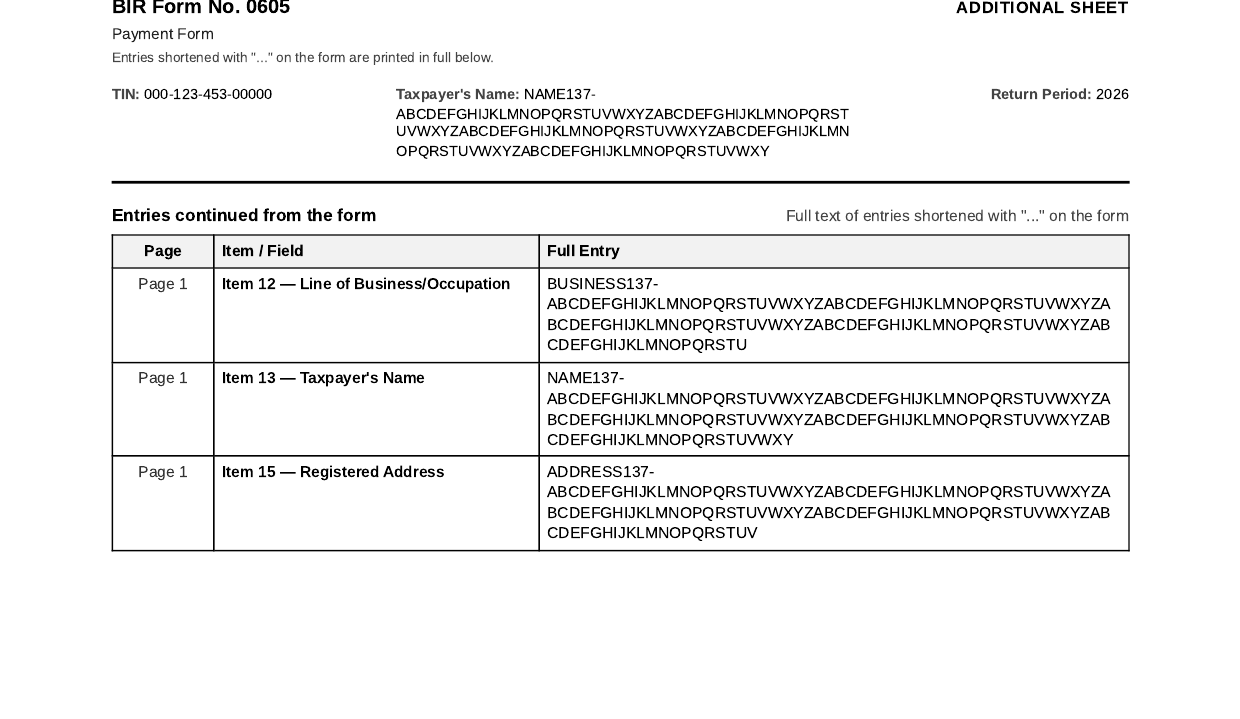 BIR Form No. 0605
ADDITIONAL SHEET
Payment Form
Entries shortened with "..." on the form are printed in full below.
TIN: 000-123-453-00000
Taxpayer's Name: NAME137-
ABCDEFGHIJKLMNOPQRSTUVWXYZABCDEFGHIJKLMNOPQRST
UVWXYZABCDEFGHIJKLMNOPQRSTUVWXYZABCDEFGHIJKLMN
OPQRSTUVWXYZABCDEFGHIJKLMNOPQRSTUVWXY
Return Period: 2026
Entries continued from the form
Full text of entries shortened with "..." on the form
Page
Item / Field
Full Entry
Page 1
Item 12 — Line of Business/Occupation
BUSINESS137-
ABCDEFGHIJKLMNOPQRSTUVWXYZABCDEFGHIJKLMNOPQRSTUVWXYZA
BCDEFGHIJKLMNOPQRSTUVWXYZABCDEFGHIJKLMNOPQRSTUVWXYZAB
CDEFGHIJKLMNOPQRSTU
Page 1
Item 13 — Taxpayer's Name
NAME137-
ABCDEFGHIJKLMNOPQRSTUVWXYZABCDEFGHIJKLMNOPQRSTUVWXYZA
BCDEFGHIJKLMNOPQRSTUVWXYZABCDEFGHIJKLMNOPQRSTUVWXYZAB
CDEFGHIJKLMNOPQRSTUVWXY
Page 1
Item 15 — Registered Address
ADDRESS137-
ABCDEFGHIJKLMNOPQRSTUVWXYZABCDEFGHIJKLMNOPQRSTUVWXYZA
BCDEFGHIJKLMNOPQRSTUVWXYZABCDEFGHIJKLMNOPQRSTUVWXYZAB
CDEFGHIJKLMNOPQRSTUV